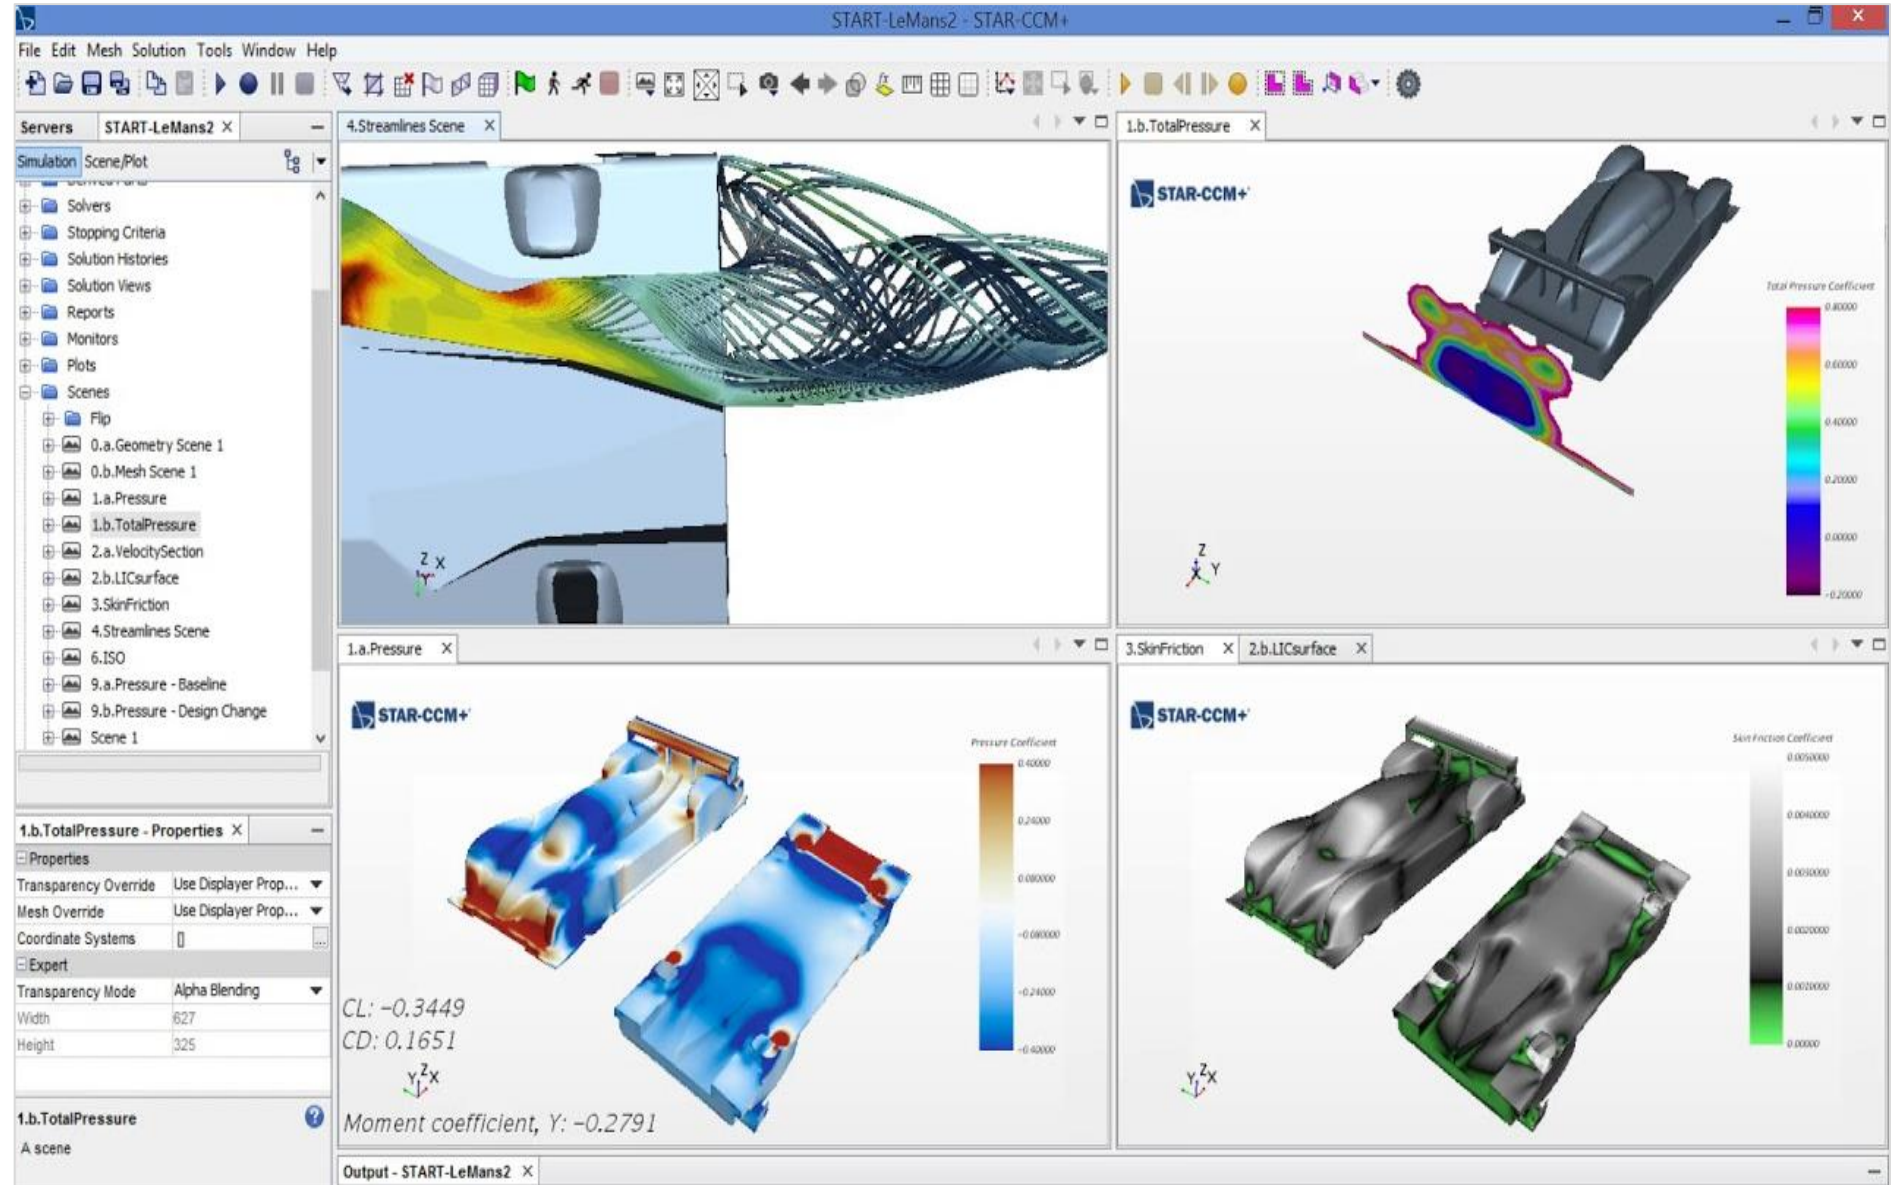 START-LeMans2 - STAR-CCM+
File Edit Mesh Solution Tools Window Help
Servers START-LeMans2
Simulation Scene/Plot
Derived Parts
Solvers
Stopping Criteria
Solution Histories
Solution Views
Reports
Monitors
Plots
Scenes
Flip
0.a.Geometry Scene 1
0.b.Mesh Scene 1
1.a.Pressure
1.b.TotalPressure
2.a.VelocitySection
2.b.LICsurface
3.SkinFriction
4.Streamlines Scene
6.ISO
9.a.Pressure - Baseline
9.b.Pressure - Design Change
Scene 1
1.b.TotalPressure - Properties
Properties
Transparency Override Use Displayer Prop...
Mesh Override Use Displayer Prop...
Coordinate Systems []
Expert
Transparency Mode Alpha Blending
Width 627
Height 325
1.b.TotalPressure
A scene
4.Streamlines Scene
Z X
Y
1.b.TotalPressure
STAR-CCM+
Total Pressure Coefficient
0.80000
0.60000
0.40000
0.20000
0.00000
-0.20000
Z
X Y
1.a.Pressure
STAR-CCM+
Pressure Coefficient
0.40000
0.24000
0.080000
-0.080000
-0.24000
-0.40000
CL: -0.3449
CD: 0.1651
Y Z X
Moment coefficient, Y: -0.2791
3.SkinFriction 2.b.LICsurface
STAR-CCM+
Skin Friction Coefficient
0.0050000
0.0040000
0.0030000
0.0020000
0.0010000
0.00000
Y Z X
Output - START-LeMans2